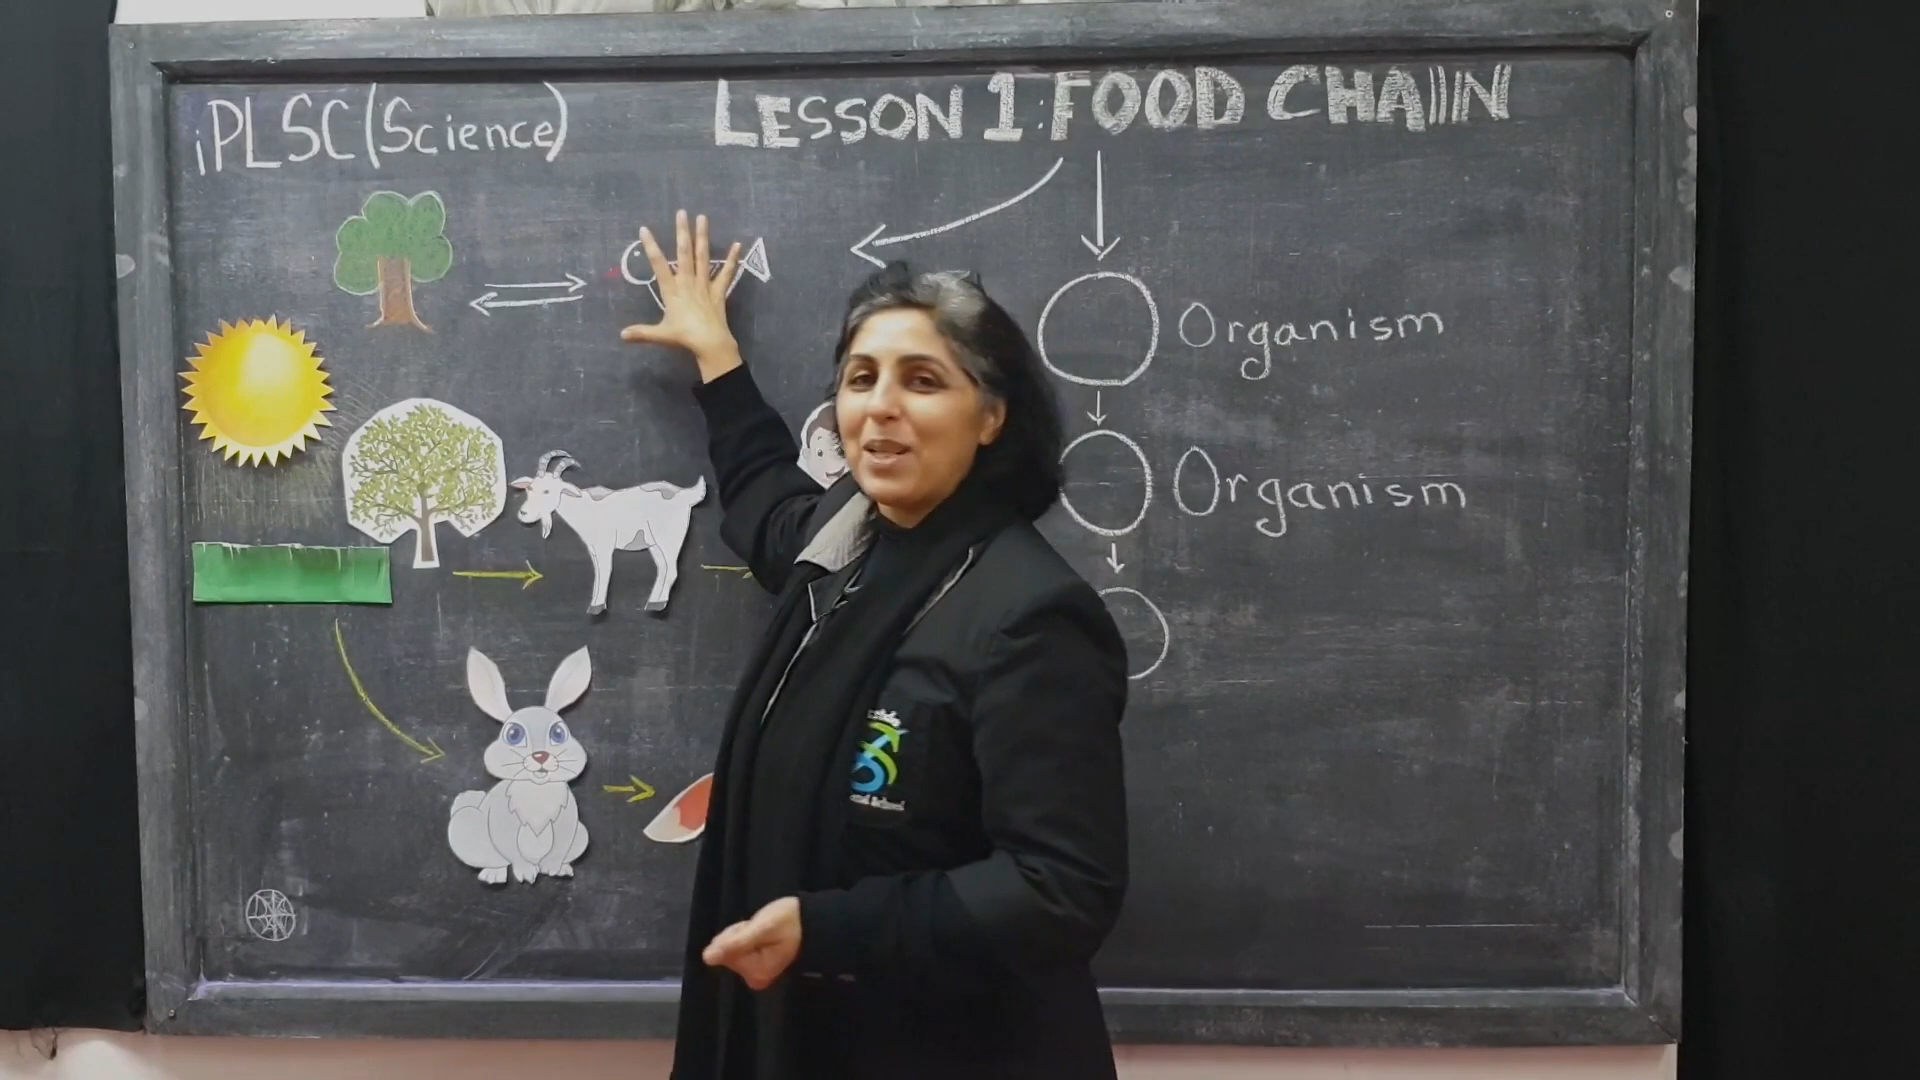 iPLSC(Science)
LESSON 1: FOOD CHAIN
Organism
Organism